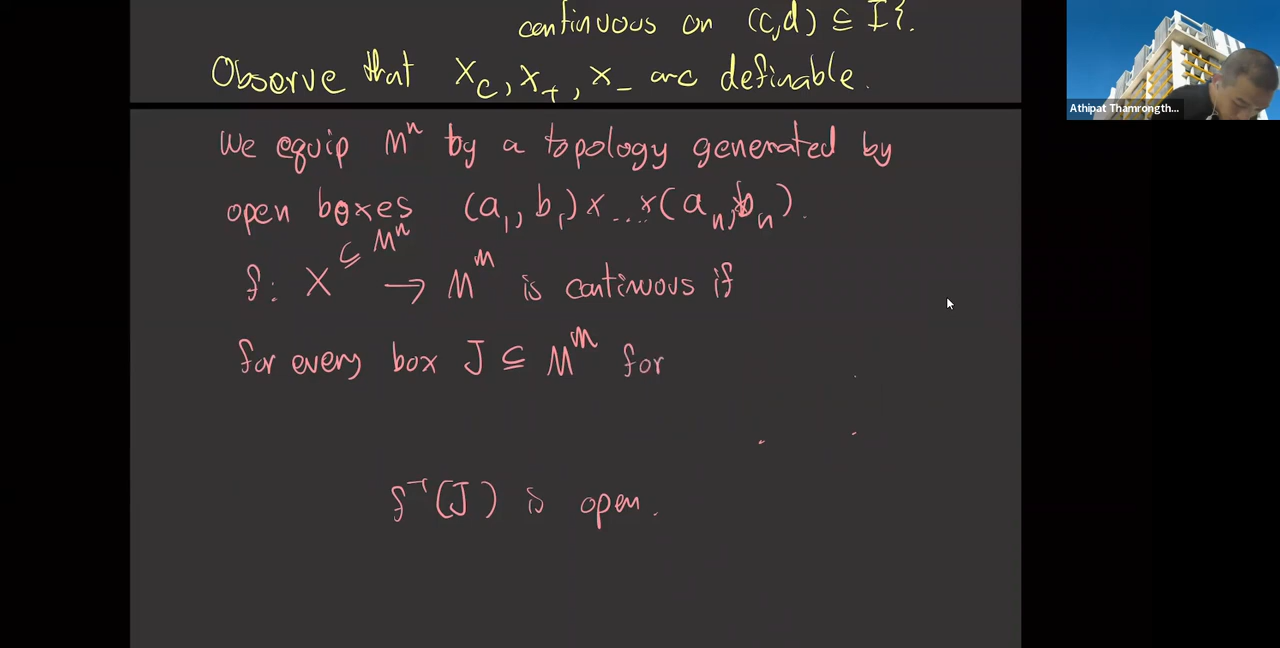 continuous on (c,d) ⊆ I}.
Observe that X_c, X_+, X_- are definable.
We equip M^n by a topology generated by
open boxes (a_1, b_1)×...×(a_n, b_n).
f: X ⊆ M^n → M^m is continuous if
for every box J ⊆ M^m for
f^{-1}(J) is open.
Athipat Thamrongth...